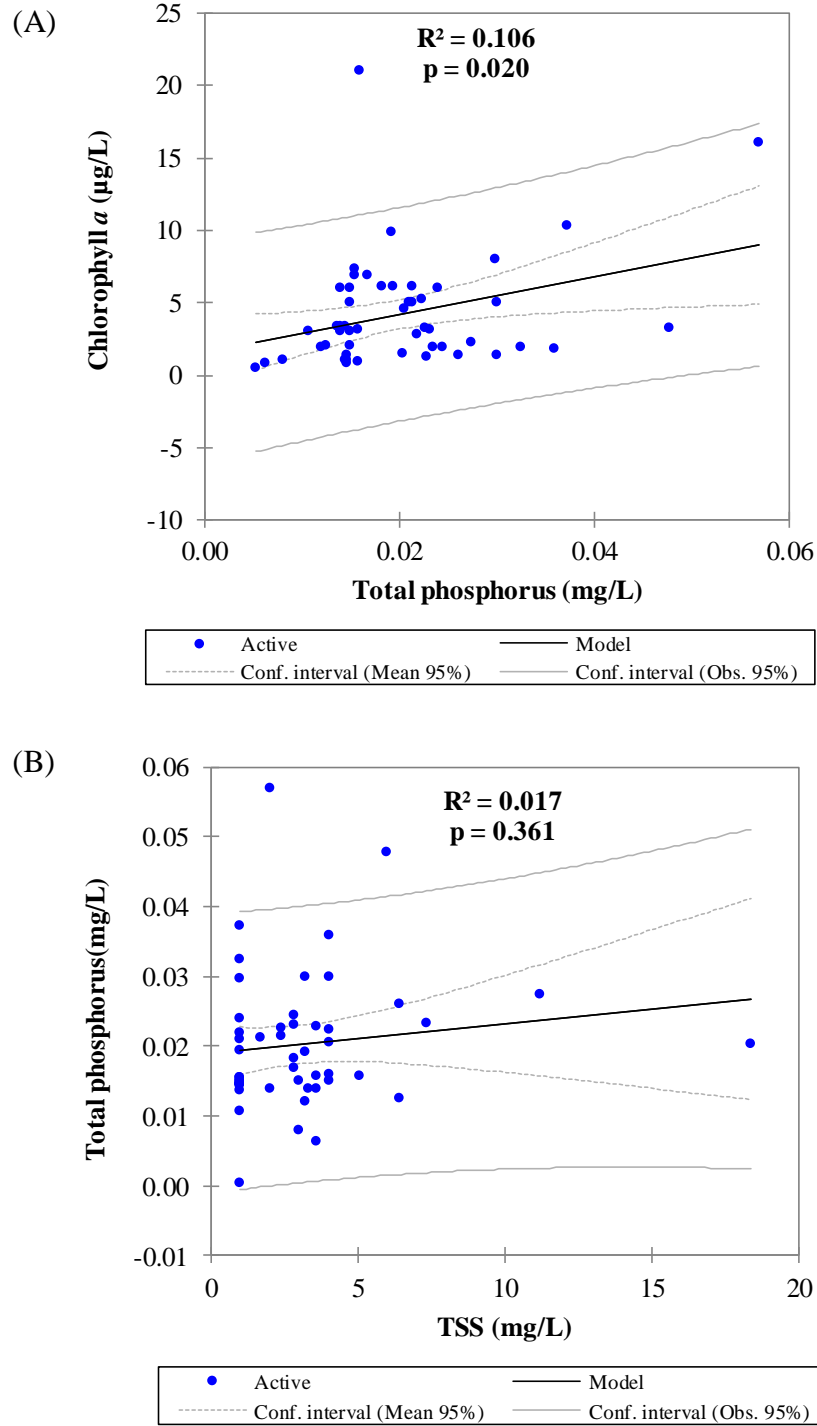 (A)
R² = 0.106
p = 0.020
25
20
15
10
5
0
-5
-10
Chlorophyll a (µg/L)
0.00 0.02 0.04 0.06
Total phosphorus (mg/L)
Active Model
Conf. interval (Mean 95%) Conf. interval (Obs. 95%)
(B)
R² = 0.017
p = 0.361
0.06
0.05
0.04
0.03
0.02
0.01
0.00
-0.01
Total phosphorus(mg/L)
0 5 10 15 20
TSS (mg/L)
Active Model
Conf. interval (Mean 95%) Conf. interval (Obs. 95%)